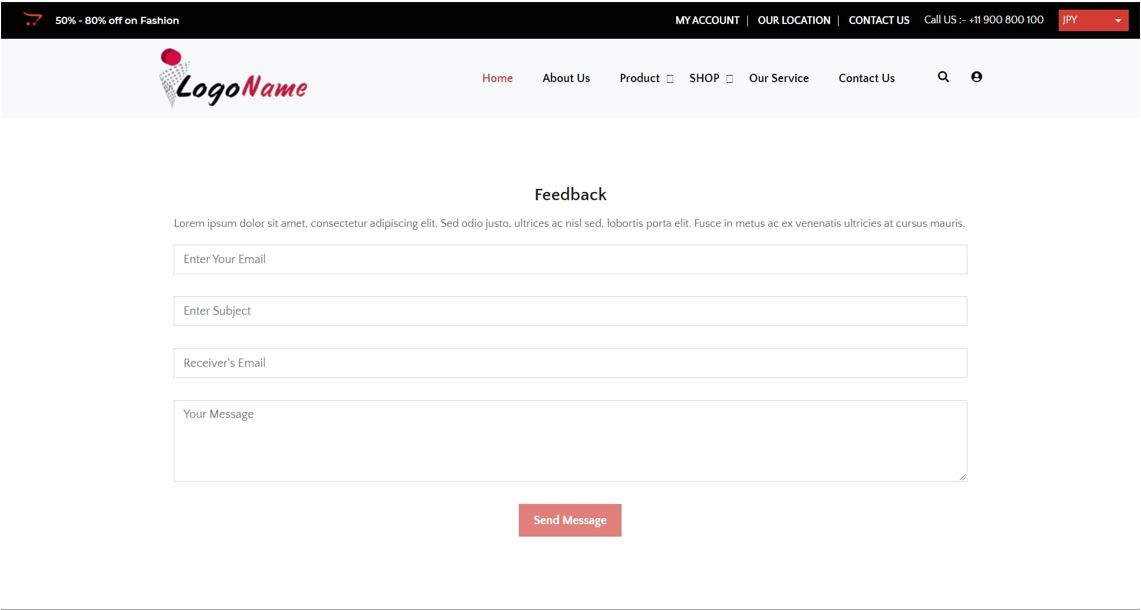 50% - 80% off on Fashion
MY ACCOUNT | OUR LOCATION | CONTACT US Call US :- +11 900 800 100 JPY
LogoName
Home About Us Product SHOP Our Service Contact Us
Feedback
Lorem ipsum dolor sit amet, consectetur adipiscing elit. Sed odio justo, ultrices ac nisl sed, lobortis porta elit. Fusce in metus ac ex venenatis ultricies at cursus mauris.
Enter Your Email
Enter Subject
Receiver's Email
Your Message
Send Message